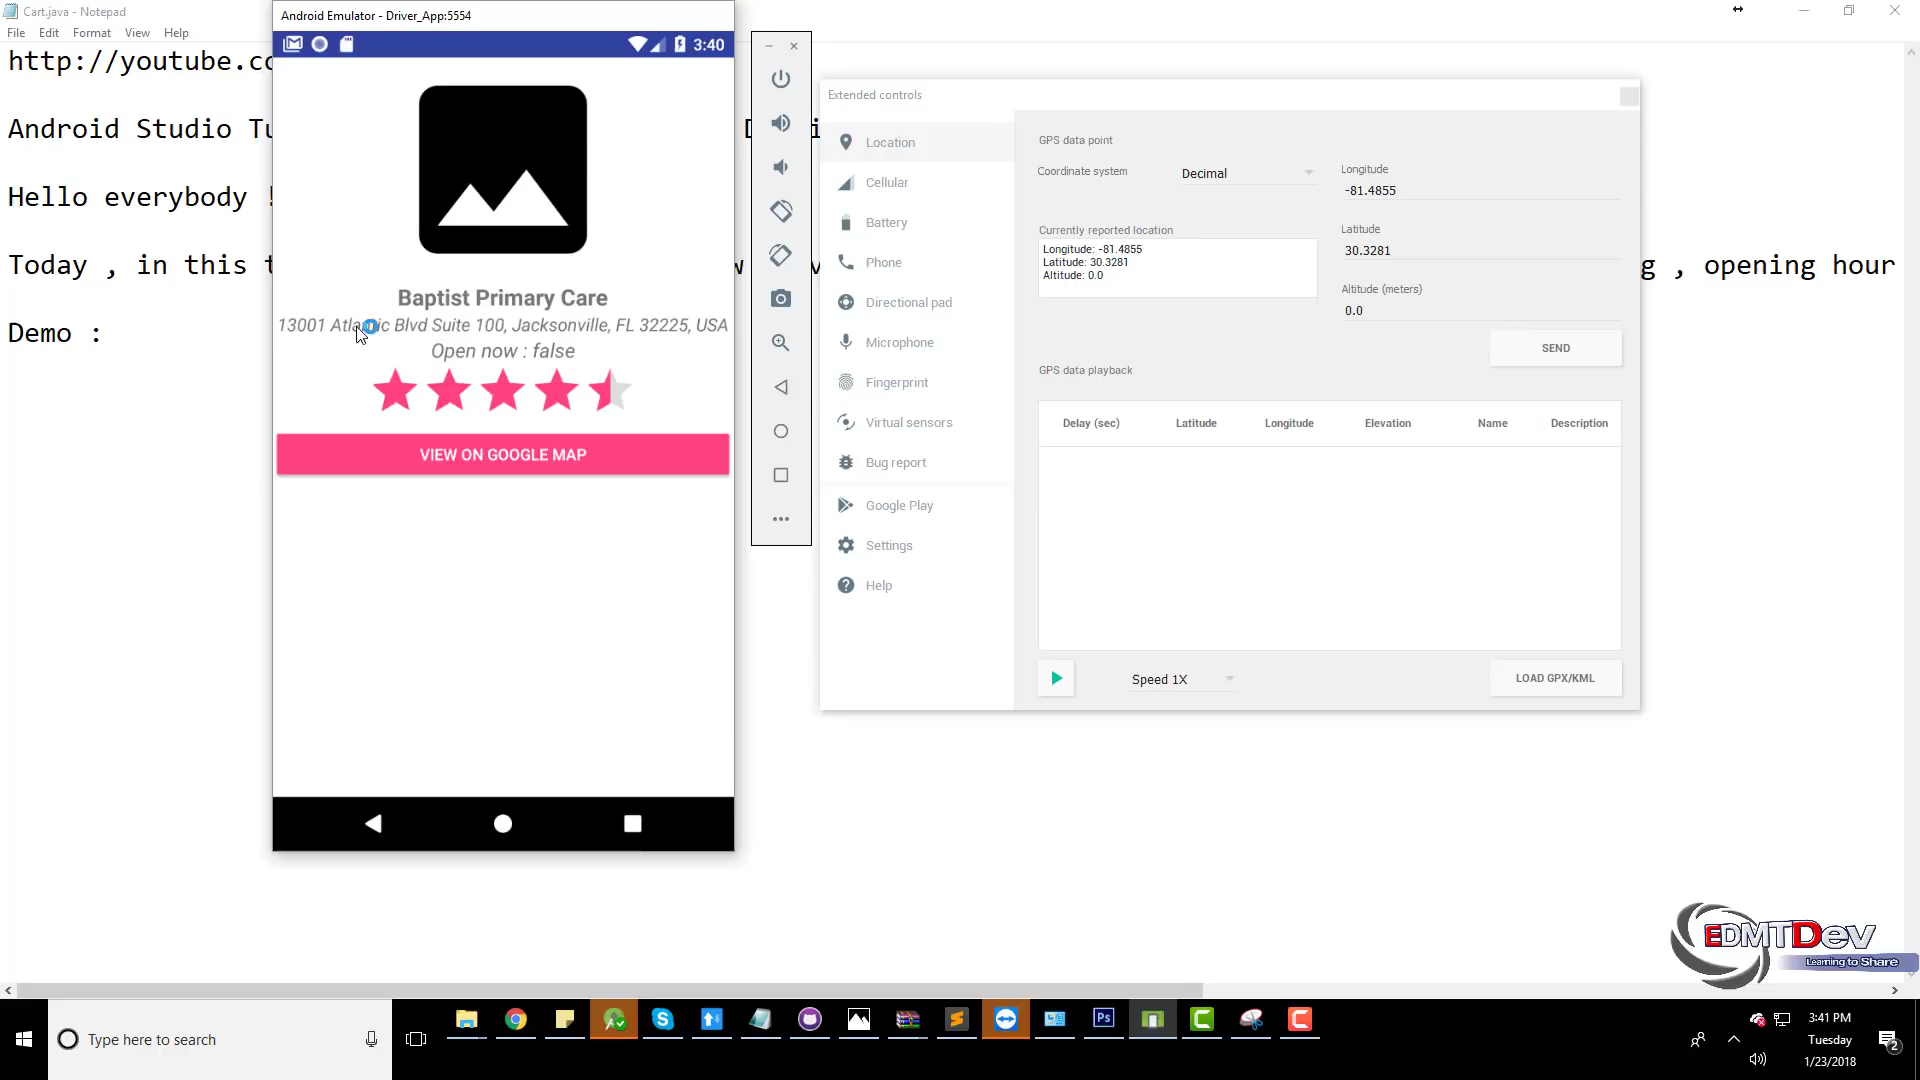 Cart.java - Notepad
File Edit Format View Help
http://youtube.co
Android Studio Tu
Hello everybody !
Today , in this t
g , opening hour
Demo :
Android Emulator - Driver_App:5554
3:40
Baptist Primary Care
13001 Atlantic Blvd Suite 100, Jacksonville, FL 32225, USA
Open now : false
VIEW ON GOOGLE MAP
Extended controls
Location
Cellular
Battery
Phone
Directional pad
Microphone
Fingerprint
Virtual sensors
Bug report
Google Play
Settings
Help
GPS data point
Coordinate system
Decimal
Longitude
-81.4855
Currently reported location
Longitude: -81.4855
Latitude: 30.3281
Altitude: 0.0
Latitude
30.3281
Altitude (meters)
0.0
SEND
GPS data playback
Delay (sec) Latitude Longitude Elevation Name Description
Speed 1X
LOAD GPX/KML
EDMTDev
Learning to Share
Type here to search
Ps
3:41 PM
Tuesday
1/23/2018
2